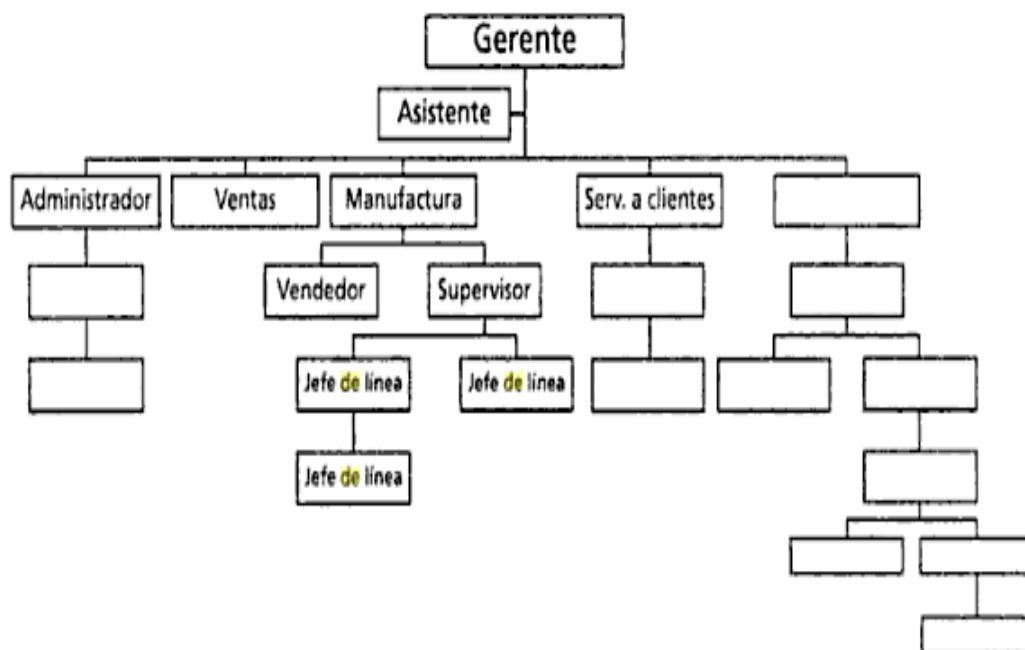 Gerente
Asistente
Administrador
Ventas
Manufactura
Serv. a clientes
Vendedor
Supervisor
Jefe de línea
Jefe de línea
Jefe de línea